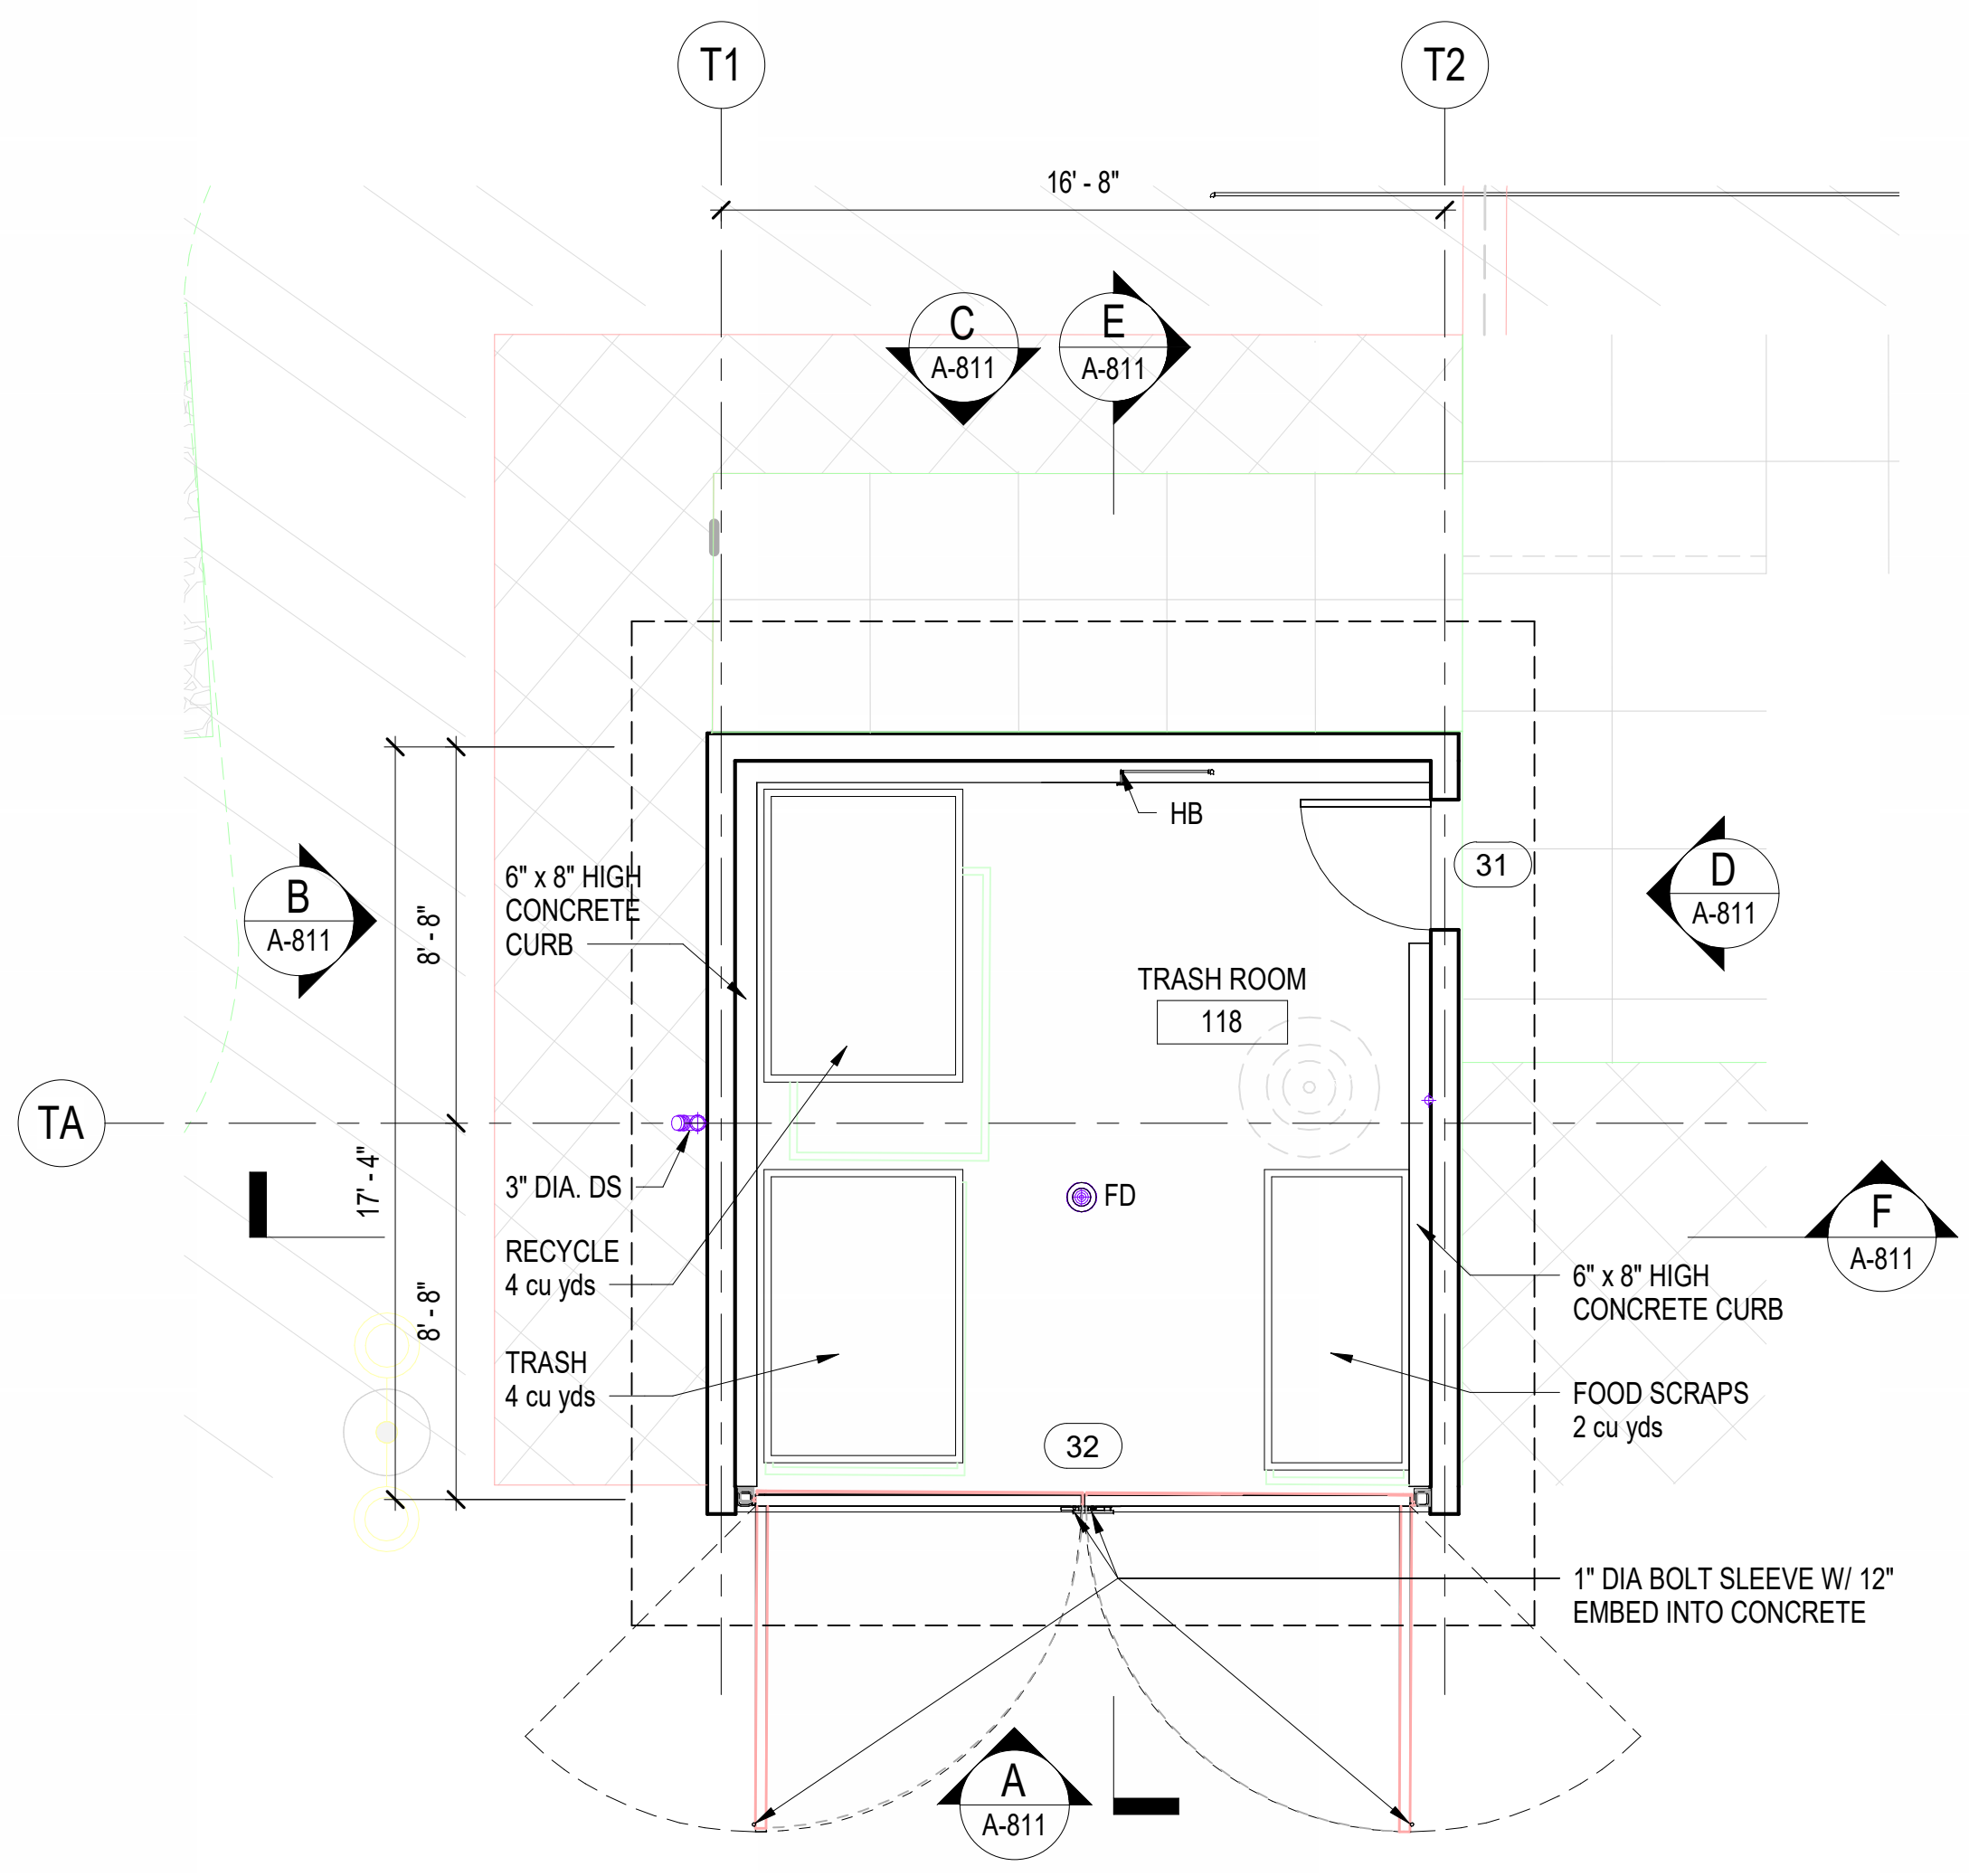 T1
T2
16' - 8"
C
A-811
E
A-811
HB
31
6" x 8" HIGH
CONCRETE
CURB
B
A-811
8' - 8"
D
A-811
TRASH ROOM
118
TA
17' - 4"
3" DIA. DS
FD
F
A-811
RECYCLE
4 cu yds
6" x 8" HIGH
CONCRETE CURB
8' - 8"
TRASH
4 cu yds
FOOD SCRAPS
2 cu yds
32
1" DIA BOLT SLEEVE W/ 12"
EMBED INTO CONCRETE
A
A-811